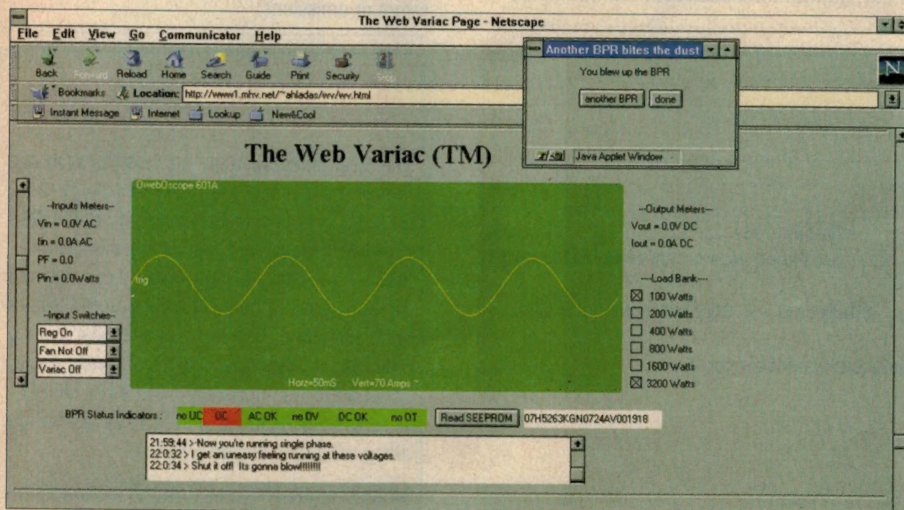 The Web Variac Page - Netscape
File Edit View Go Communicator Help
Another BPR bites the dust
You blew up the BPR
another BPR done
Java Applet Window
Back Forward Reload Home Search Guide Print Security
Bookmarks Location: http://www1.mhv.net/~ahladas/wv/wv.html
Instant Message Internet Lookup New&Cool
N
The Web Variac (TM)
OwebOscope 601A
--Inputs Meters--
Vin = 0.0V AC
Iin = 0.0A AC
PF = 0.0
Pin = 0.0Watts
--Input Switches--
Reg On
Fan Not Off
Variac Off
trig
Horz=50mS Vert=70 Amps ~
--Output Meters--
Vout = 0.0V DC
Iout = 0.0A DC
----Load Bank----
100 Watts
200 Watts
400 Watts
800 Watts
1600 Watts
3200 Watts
BPR Status Indicators : no UC OC AC OK no OV DC OK no OT Read SEEPROM 07H5263KGN0724AV001918
21:59:44 > Now you're running single phase.
22:0:32 > I get an uneasy feeling running at these voltages.
22:0:34 > Shut it off! Its gonna blow!!!!!!!!